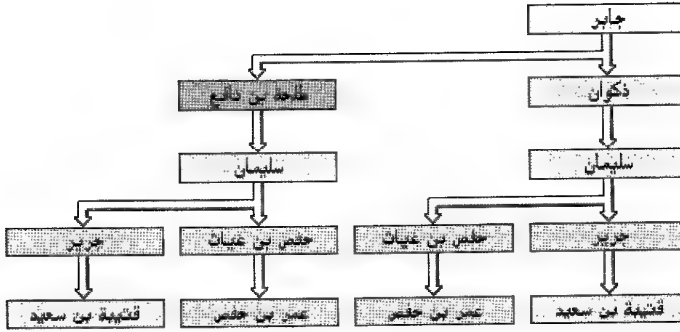 جابر
ذكوان
طلحة بن نافع
سليمان
سليمان
جرير
حفص بن غياث
حفص بن غياث
جرير
قتيبة بن سعيد
عمر بن حفص
عمر بن حفص
قتيبة بن سعيد